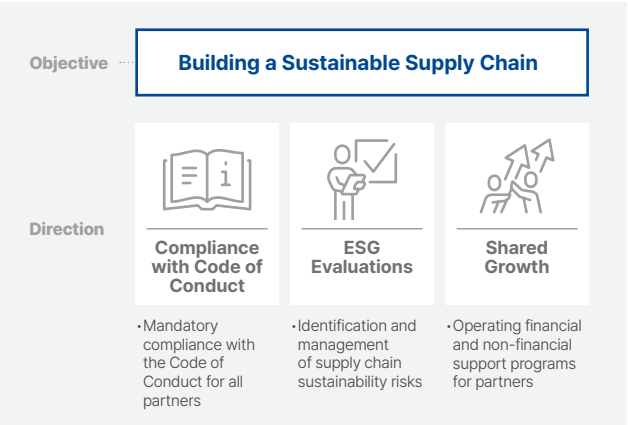 Objective
Building a Sustainable Supply Chain
Direction
i
Compliance
with Code of
Conduct
ESG
Evaluations
Shared
Growth
·Mandatory
compliance with
the Code of
Conduct for all
partners
·Identification and
management
of supply chain
sustainability risks
·Operating financial
and non-financial
support programs
for partners